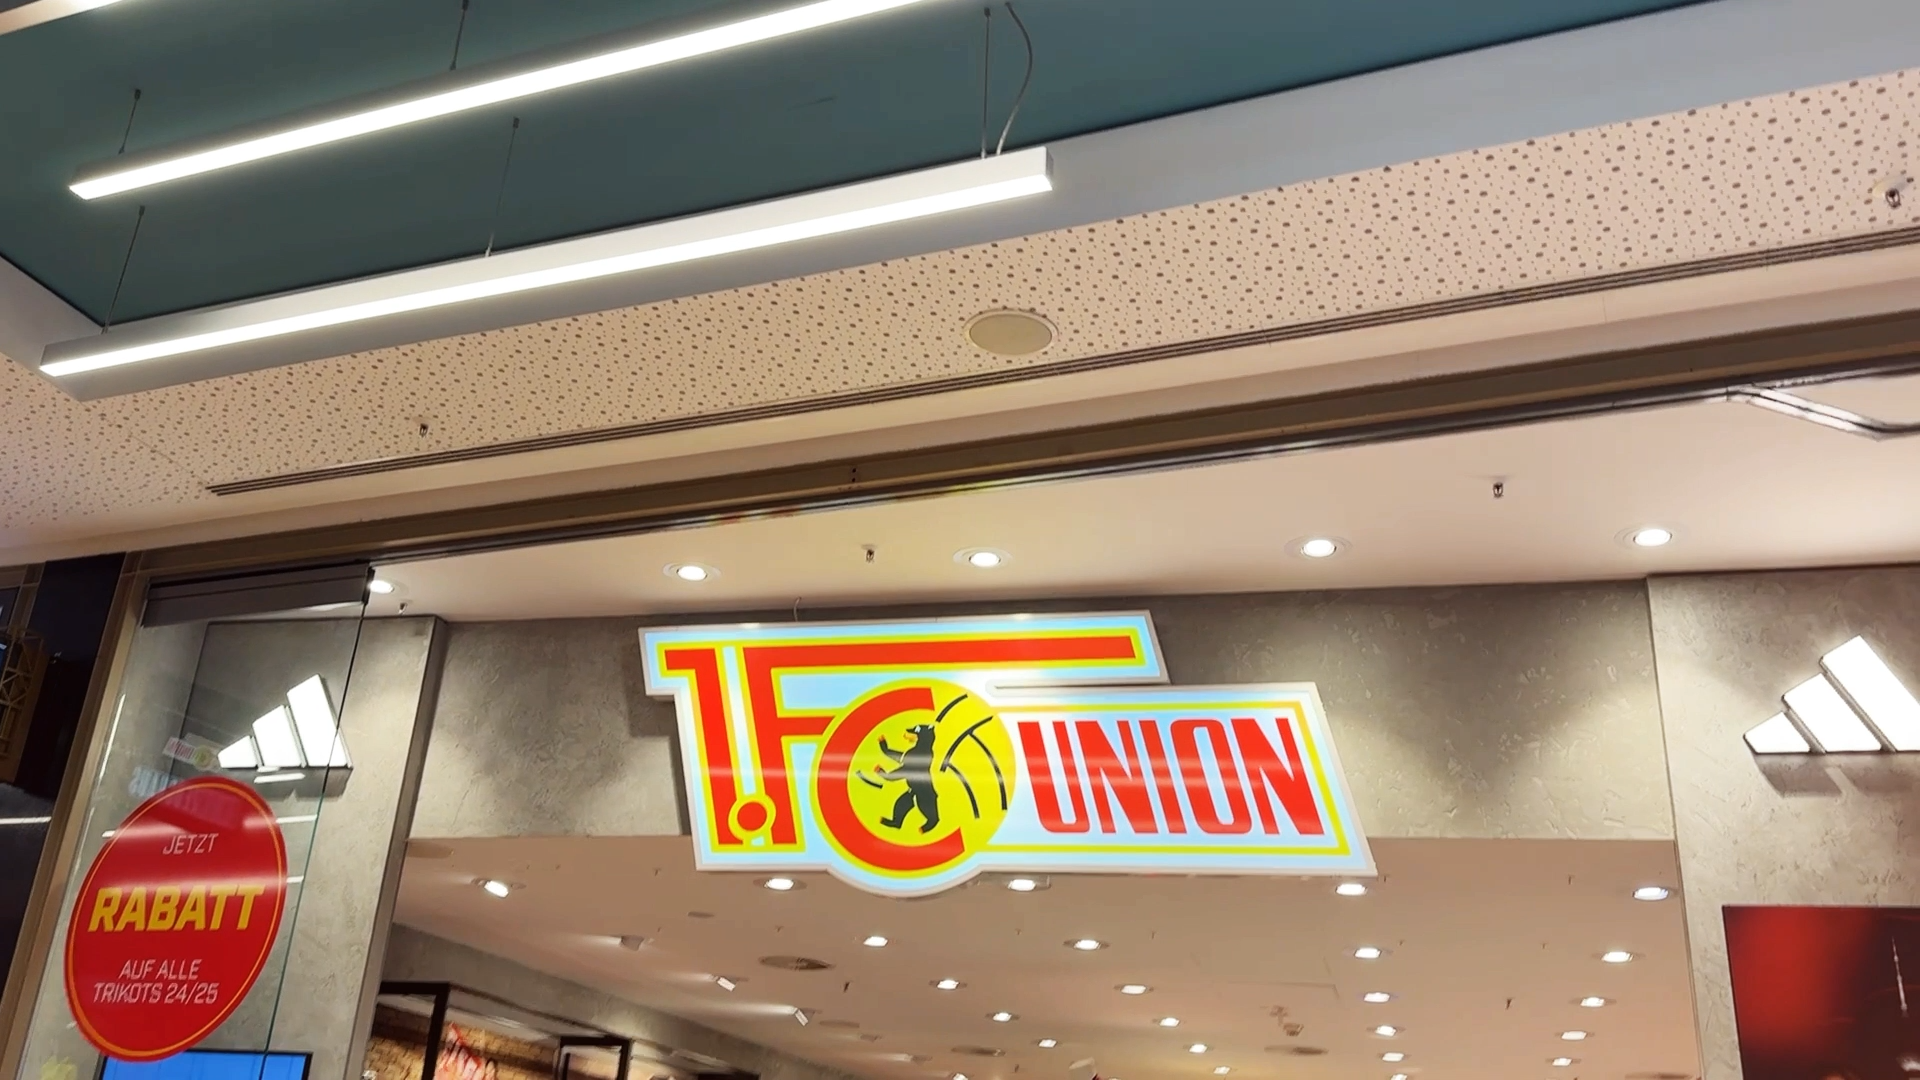 1.FC UNION
JETZT
RABATT
AUF ALLE
TRIKOTS 24/25